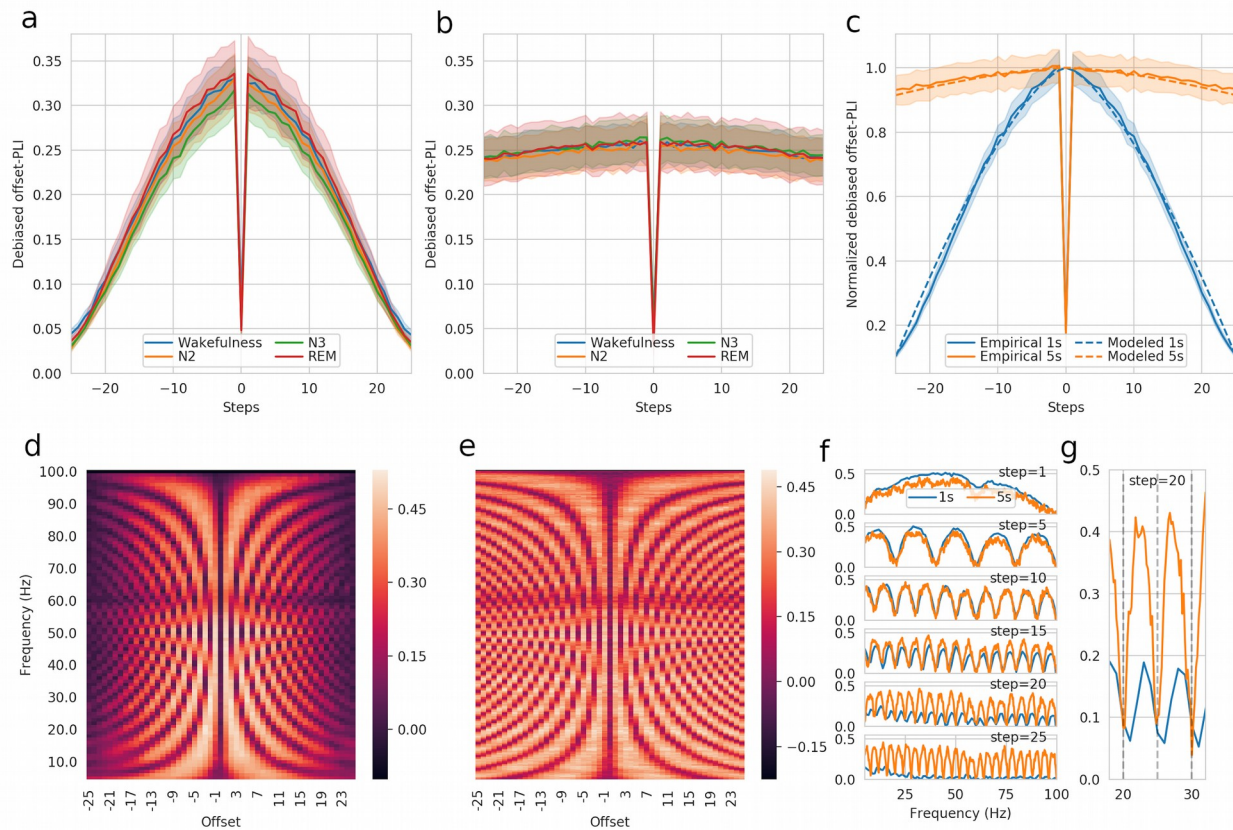 a
Debiased offset-PLI
0.35
0.30
0.25
0.20
0.15
0.10
0.05
0.00
Wakefulness
N2
N3
REM
−20
−10
0
10
20
Steps
b
Debiased offset-PLI
0.35
0.30
0.25
0.20
0.15
0.10
0.05
0.00
Wakefulness
N2
N3
REM
−20
−10
0
10
20
Steps
c
Normalized debiased offset-PLI
1.0
0.8
0.6
0.4
0.2
Empirical 1s
Empirical 5s
Modeled 1s
Modeled 5s
−20
−10
0
10
20
Steps
d
Frequency (Hz)
100.0
90.0
80.0
70.0
60.0
50.0
40.0
30.0
20.0
10.0
-25
-21
-17
-13
-9
-5
-1
3
7
11
15
19
23
Offset
0.45
0.30
0.15
0.00
e
-25
-21
-17
-13
-9
-5
-1
3
7
11
15
19
23
Offset
0.45
0.30
0.15
0.00
−0.15
f
0.5
0.0
step=1
1s
5s
0.5
0.0
step=5
0.5
0.0
step=10
0.5
0.0
step=15
0.5
0.0
step=20
0.5
0.0
step=25
25
50
75
100
Frequency (Hz)
g
0.5
0.4
0.3
0.2
0.1
0.0
step=20
20
30